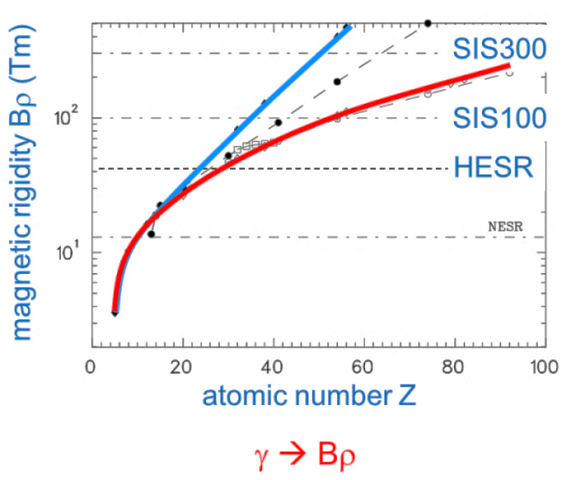 magnetic rigidity Bρ (Tm)
SIS300
10²
SIS100
HESR
NESR
10¹
0 20 40 60 80 100
atomic number Z
γ → Bρ